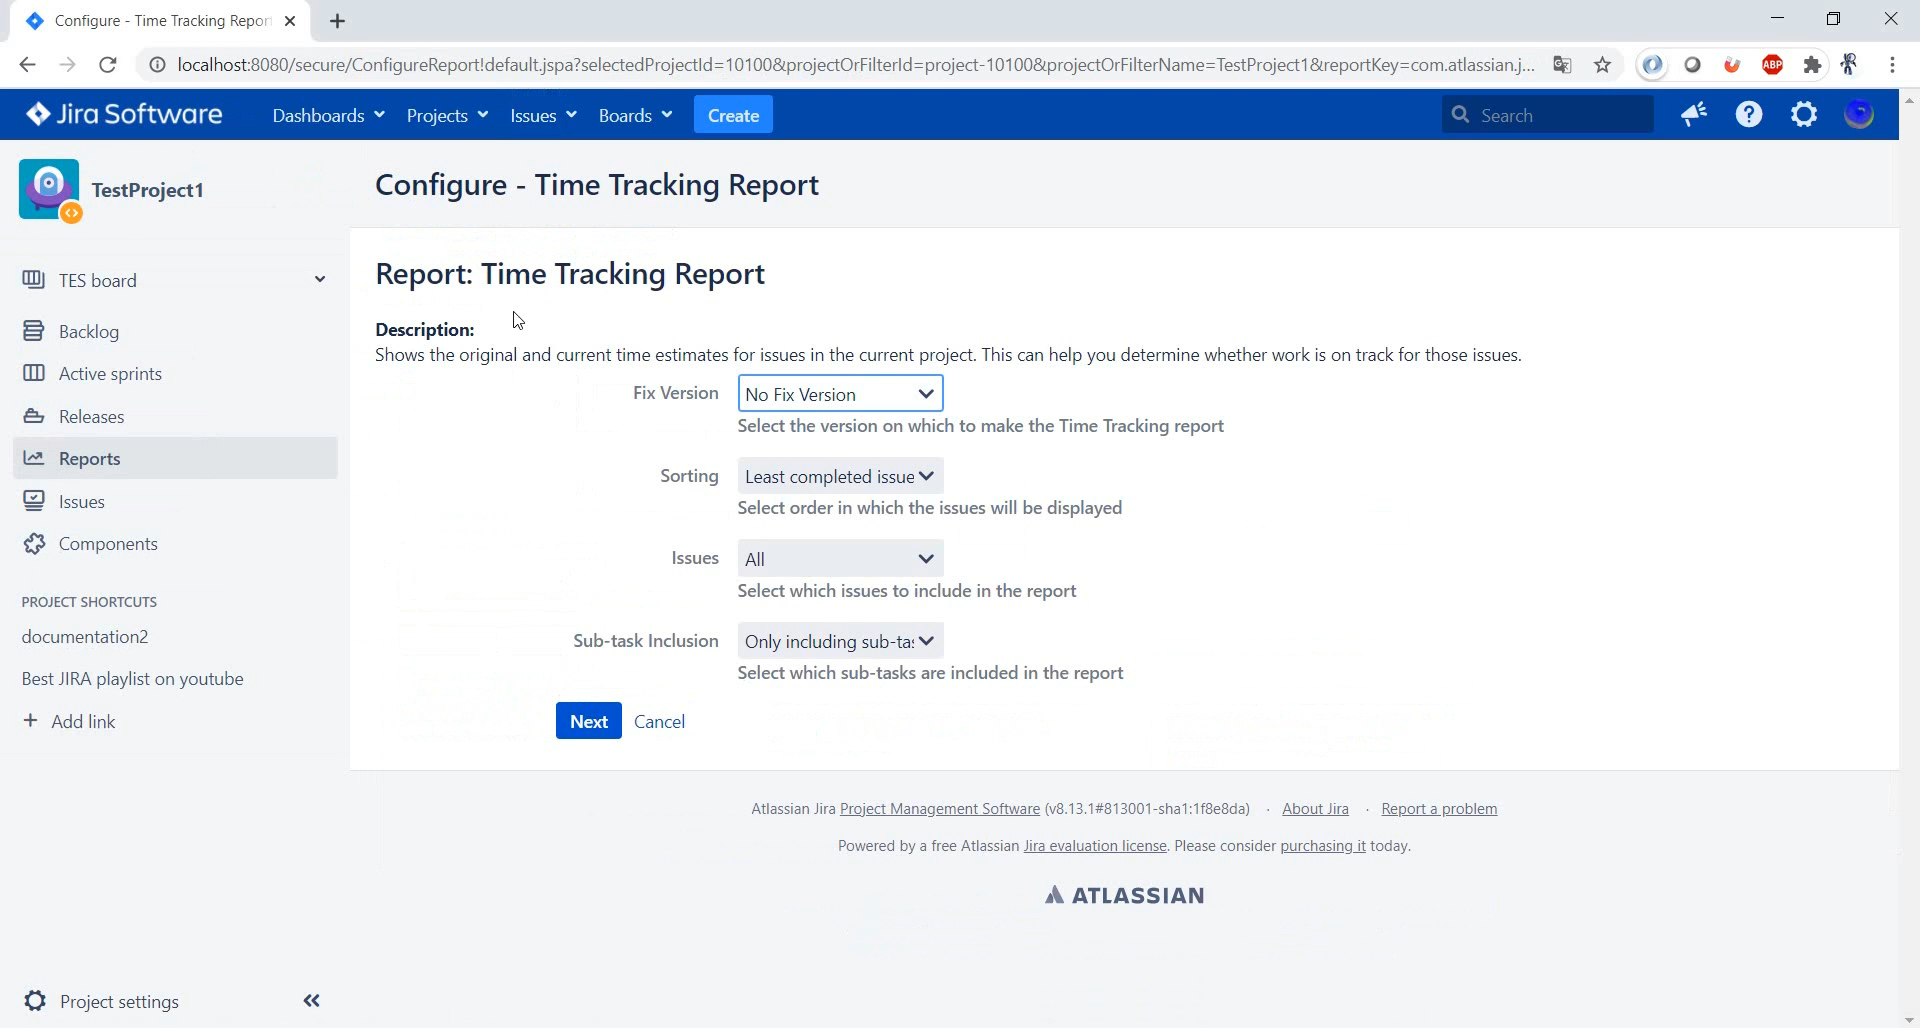 Configure - Time Tracking Repor
localhost:8080/secure/ConfigureReport!default.jspa?selectedProjectId=10100&projectOrFilterId=project-10100&projectOrFilterName=TestProject1&reportKey=com.atlassian.j...
ABP
Jira Software
Dashboards
Projects
Issues
Boards
Create
Search
TestProject1
Configure - Time Tracking Report
TES board
Backlog
Active sprints
Releases
Reports
Issues
Components
PROJECT SHORTCUTS
documentation2
Best JIRA playlist on youtube
+ Add link
Project settings
Report: Time Tracking Report
Description:
Shows the original and current time estimates for issues in the current project. This can help you determine whether work is on track for those issues.
Fix Version
No Fix Version
Select the version on which to make the Time Tracking report
Sorting
Least completed issue
Select order in which the issues will be displayed
Issues
All
Select which issues to include in the report
Sub-task Inclusion
Only including sub-tas
Select which sub-tasks are included in the report
Next
Cancel
Atlassian Jira Project Management Software (v8.13.1#813001-sha1:1f8e8da) · About Jira · Report a problem
Powered by a free Atlassian Jira evaluation license. Please consider purchasing it today.
ATLASSIAN